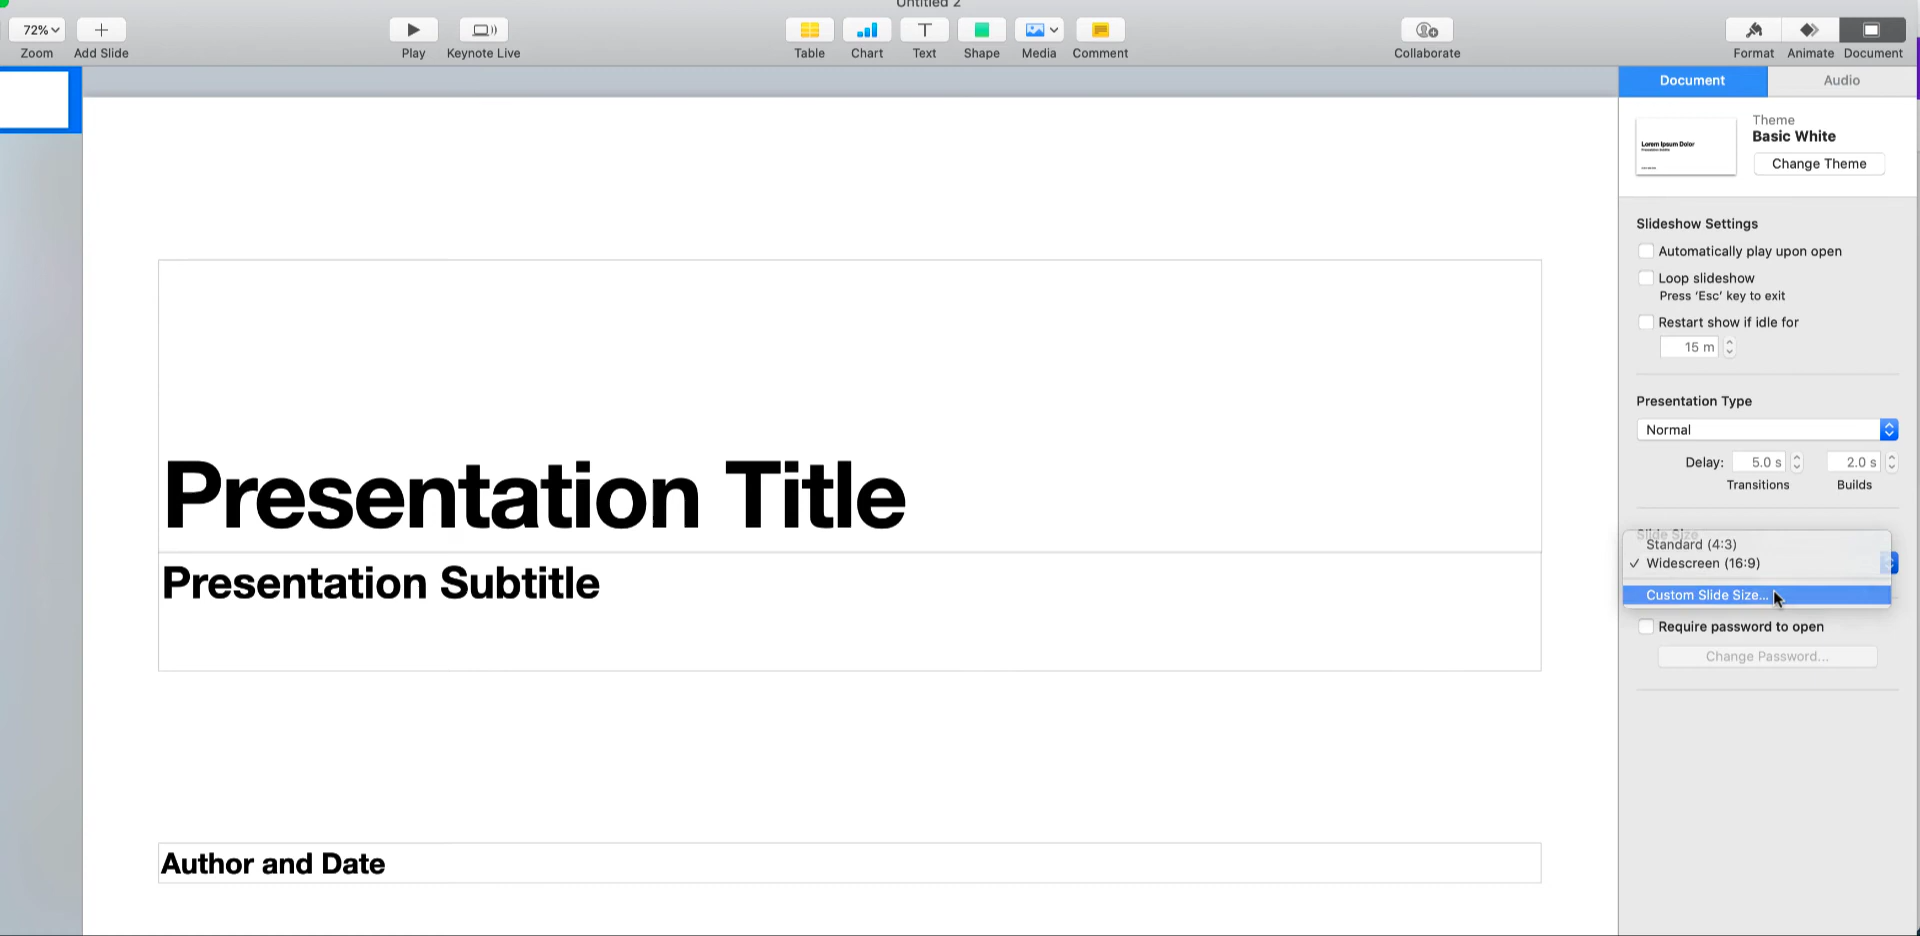 Untitled 2
72%
Zoom
Add Slide
Play
Keynote Live
Table
Chart
Text
Shape
Media
Comment
Collaborate
Format
Animate
Document
Document
Audio
Lorem Ipsum Dolor
Theme
Basic White
Change Theme
Slideshow Settings
Automatically play upon open
Loop slideshow
Press ‘Esc’ key to exit
Restart show if idle for
15 m
Presentation Type
Normal
Delay: 5.0 s 2.0 s
Transitions Builds
Slide Size
Standard (4:3)
✓ Widescreen (16:9)
Custom Slide Size...
Require password to open
Change Password...
Presentation Title
Presentation Subtitle
Author and Date